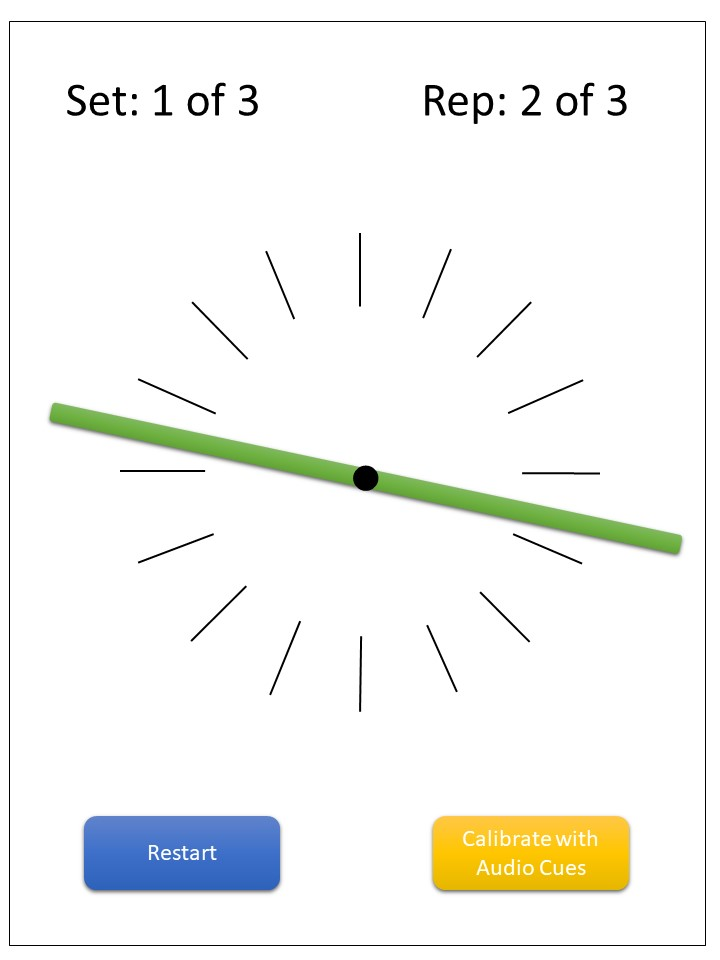 Set: 1 of 3
Rep: 2 of 3
Restart
Calibrate with
Audio Cues